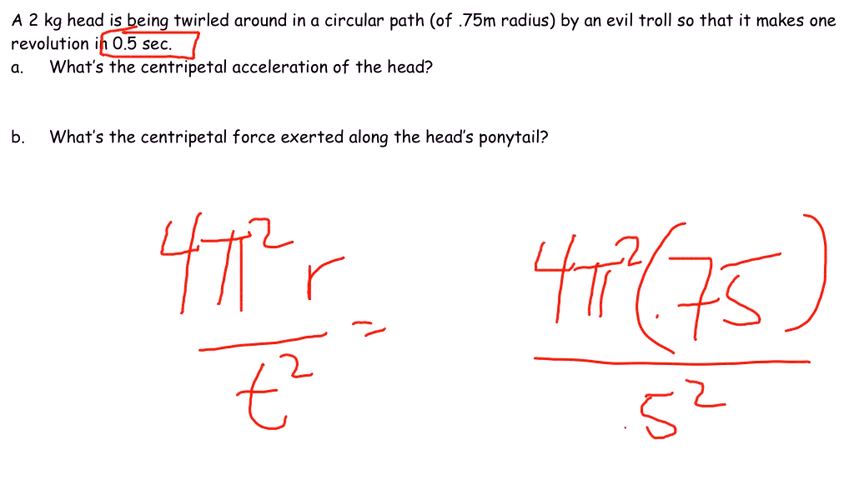 A 2 kg head is being twirled around in a circular path (of .75m radius) by an evil troll so that it makes one
revolution in 0.5 sec.
a. What's the centripetal acceleration of the head?
b. What's the centripetal force exerted along the head's ponytail?
4π²r / t² = 4π²(.75) / .5²